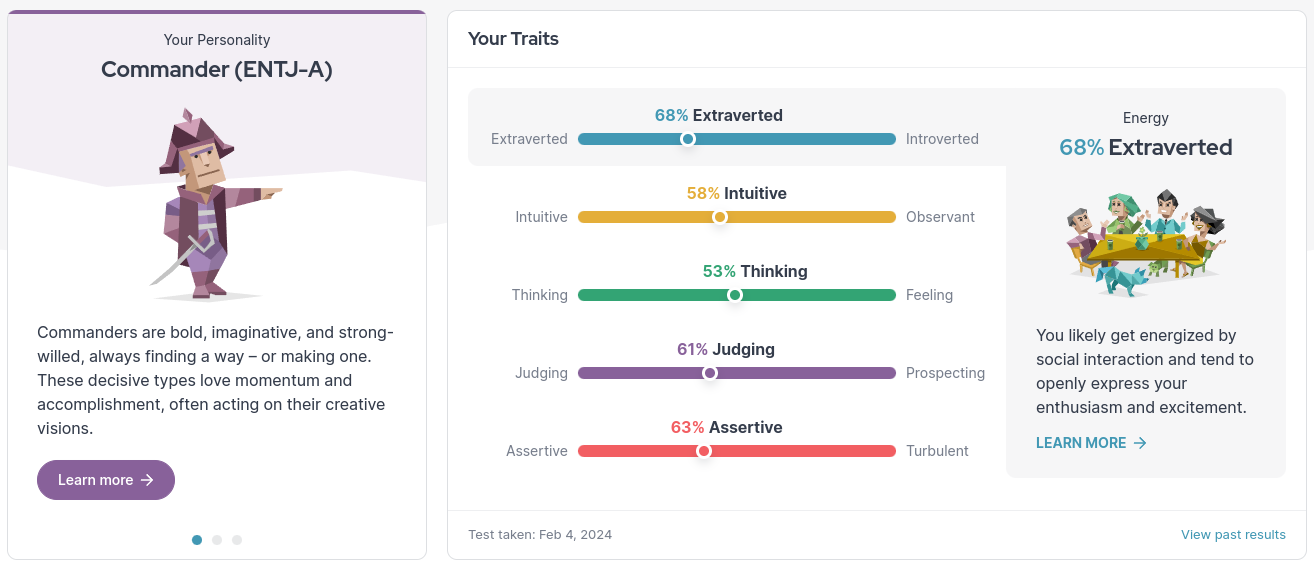 Your Personality
Commander (ENTJ-A)
Commanders are bold, imaginative, and strong-
willed, always finding a way – or making one.
These decisive types love momentum and
accomplishment, often acting on their creative
visions.
Learn more →
Your Traits
68% Extraverted
Extraverted Introverted
58% Intuitive
Intuitive Observant
53% Thinking
Thinking Feeling
61% Judging
Judging Prospecting
63% Assertive
Assertive Turbulent
Energy
68% Extraverted
You likely get energized by
social interaction and tend to
openly express your
enthusiasm and excitement.
LEARN MORE →
Test taken: Feb 4, 2024
View past results